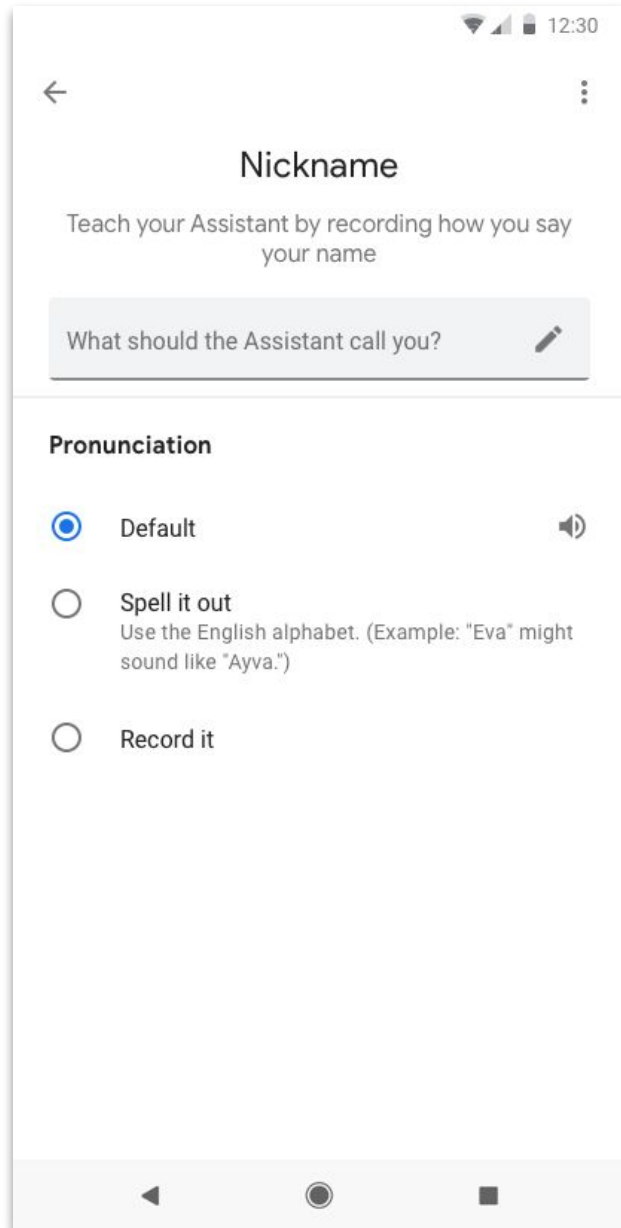 12:30
Nickname
Teach your Assistant by recording how you say
your name
What should the Assistant call you?
Pronunciation
Default
Spell it out
Use the English alphabet. (Example: "Eva" might
sound like "Ayva.")
Record it